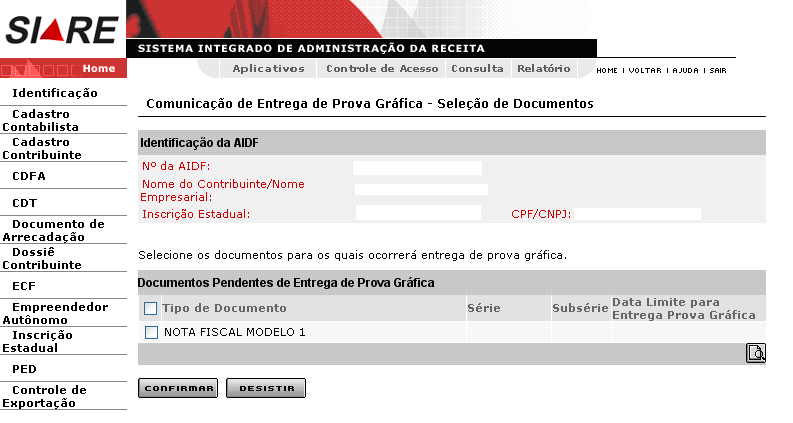 SIARE
SISTEMA INTEGRADO DE ADMINISTRAÇÃO DA RECEITA
Home
Aplicativos Controle de Acesso Consulta Relatório
HOME | VOLTAR | AJUDA | SAIR
Identificação
Cadastro
Contabilista
Cadastro
Contribuinte
CDFA
CDT
Documento de
Arrecadação
Dossiê
Contribuinte
ECF
Empreendedor
Autônomo
Inscrição
Estadual
PED
Controle de
Exportação
Comunicação de Entrega de Prova Gráfica - Seleção de Documentos
Identificação da AIDF
Nº da AIDF:
Nome do Contribuinte/Nome
Empresarial:
Inscrição Estadual: CPF/CNPJ:
Selecione os documentos para os quais ocorrerá entrega de prova gráfica.
Documentos Pendentes de Entrega de Prova Gráfica
Tipo de Documento Série Subsérie Data Limite para
Entrega Prova Gráfica
NOTA FISCAL MODELO 1
CONFIRMAR DESISTIR